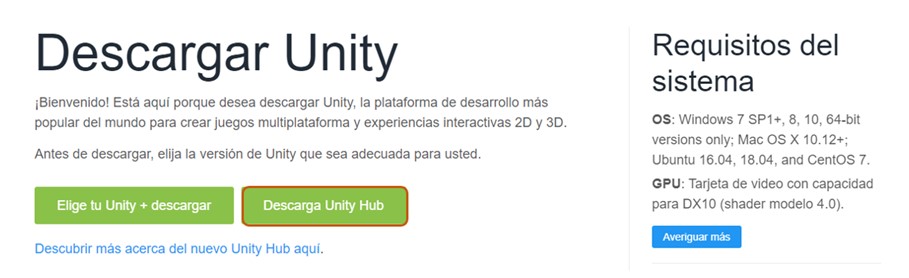 Descargar Unity
¡Bienvenido! Está aquí porque desea descargar Unity, la plataforma de desarrollo más
popular del mundo para crear juegos multiplataforma y experiencias interactivas 2D y 3D.
Antes de descargar, elija la versión de Unity que sea adecuada para usted.
Elige tu Unity + descargar
Descarga Unity Hub
Descubrir más acerca del nuevo Unity Hub aquí.
Requisitos del
sistema
OS: Windows 7 SP1+, 8, 10, 64-bit
versions only; Mac OS X 10.12+;
Ubuntu 16.04, 18.04, and CentOS 7.
GPU: Tarjeta de video con capacidad
para DX10 (shader modelo 4.0).
Averiguar más